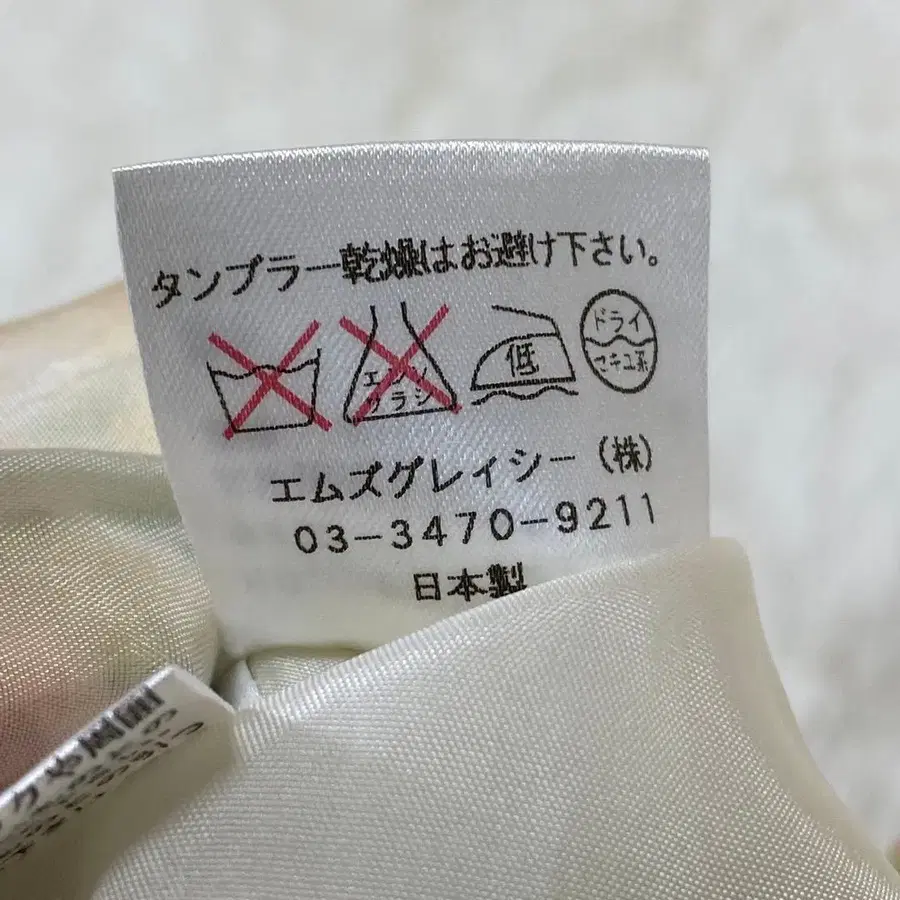 タンブラー乾燥はお避け下さい。
エンソ サラシ
低
ドライ
セキユ系
エムズグレイシー(株)
03-3470-9211
日本製